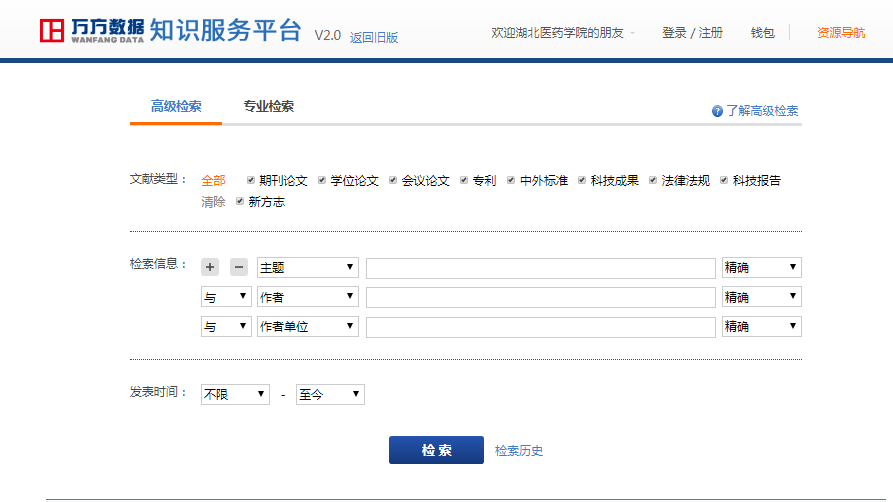 万方数据 WANFANG DATA 知识服务平台 V2.0 返回旧版 欢迎湖北医药学院的朋友 登录 / 注册 钱包 资源导航
高级检索 专业检索 ? 了解高级检索
文献类型： 全部 期刊论文 学位论文 会议论文 专利 中外标准 科技成果 法律法规 科技报告
清除 新方志
检索信息： + − 主题 精确
与 作者 精确
与 作者单位 精确
发表时间： 不限 - 至今
检 索 检索历史